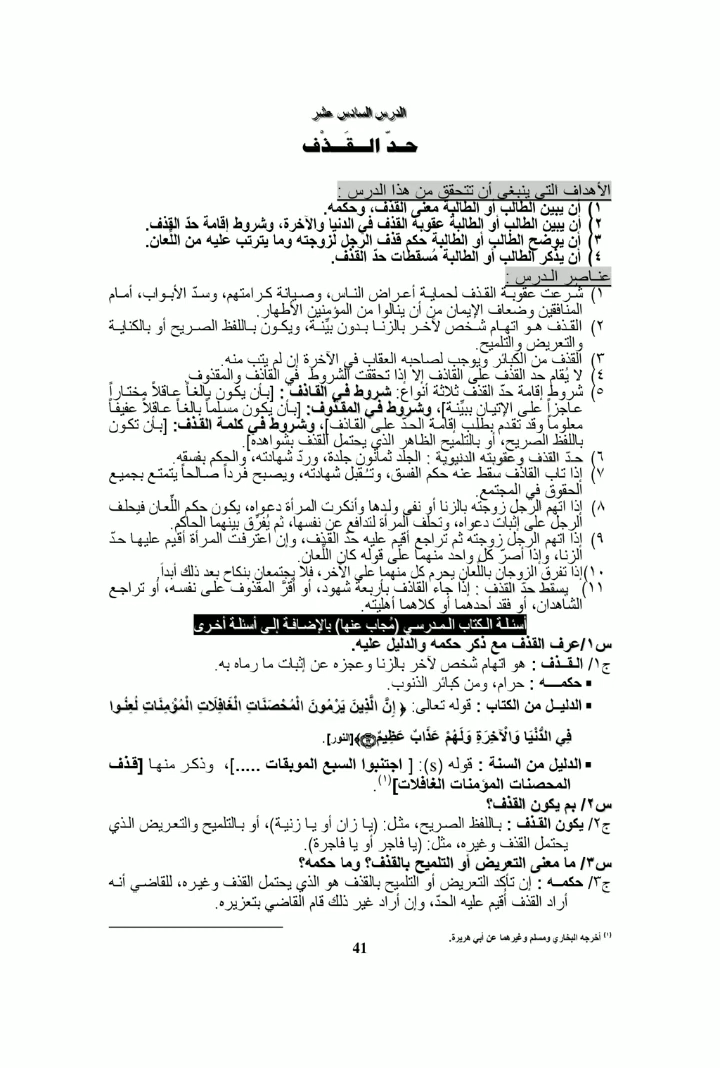 الدرس السادس عشر
حــدّ الــقَــذْف
الأهداف التي ينبغي أن تتحقق من هذا الدرس :
١) أن يبين الطالب أو الطالبة معنى القذف، وحكمه.
٢) أن يبين الطالب أو الطالبة عقوبة القذف في الدنيا والآخرة، وشروط إقامة حدّ القذف.
٣) أن يوضح الطالب أو الطالبة حكم قذف الرجل لزوجته وما يترتب عليه من اللّعان.
٤) أن يذكر الطالب أو الطالبة مُسقطات حدّ القذف.
عناصر الدرس :
١) شرعت عقوبة القذف لحماية أعراض الناس، وصيانة كرامتهم، وسدّ الأبواب، أمام
المنافقين وضعاف الإيمان من أن ينالوا من المؤمنين الأطهار.
٢) القذف هو اتهام شخص لآخر بالزنا بدون بيّنة، ويكون باللفظ الصريح أو بالكناية
والتعريض والتلميح.
٣) القذف من الكبائر ويوجب لصاحبه العقاب في الآخرة إن لم يتب منه.
٤) لا يُقام حد القذف على القاذف إلا إذا تحققت الشروط في القاذف والمقذوف.
٥) شروط إقامة حدّ القذف ثلاثة أنواع: شروط في القاذف : [بأن يكون بالغاً عاقلاً مختاراً
عاجزاً على الإتيان ببيّنة]، وشروط في المقذوف: [بأن يكون مسلماً بالغاً عاقلاً عفيفاً
معلوماً وقد تقدم بطلب إقامة الحدّ على القاذف]، وشروط في كلمة القذف: [بأن تكون
باللفظ الصريح، أو بالتلميح الظاهر الذي يحتمل القذف بشواهده].
٦) حدّ القذف وعقوبته الدنيوية : الجلد ثمانون جلدة، وردّ شهادته، والحكم بفسقه.
٧) إذا تاب القاذف سقط عنه حكم الفسق، وتُقبل شهادته، ويصبح فرداً صالحاً يتمتع بجميع
الحقوق في المجتمع.
٨) إذا اتهم الرجل زوجته بالزنا أو نفى ولدها وأنكرت المرأة دعواه، يكون حكم اللّعان فيحلف
الرجل على إثبات دعواه، وتحلف المرأة لتدافع عن نفسها، ثم يُفرّق بينهما الحاكم.
٩) إذا اتهم الرجل زوجته ثم تراجع أقيم عليه حدّ القذف، وإن اعترفت المرأة أقيم عليها حدّ
الزنا، وإذا أصرّ كل واحد منهما على قوله كان اللّعان.
١٠)إذا تفرق الزوجان باللّعان يحرم كل منهما على الآخر، فلا يجتمعان بنكاح بعد ذلك أبداً.
١١) يسقط حدّ القذف : إذا جاء القاذف بأربعة شهود، أو أقرّ المقذوف على نفسه، أو تراجع
الشاهدان، أو فقد أحدهما أو كلاهما أهليته.
أسئلة الكتاب المدرسي (مُجاب عنها) بالإضافة إلى أسئلة أخرى
س١/عرف القذف مع ذكر حكمه والدليل عليه.
ج١/ القــذف : هو اتهام شخص لآخر بالزنا وعجزه عن إثبات ما رماه به.
▪ حكمــه : حرام، ومن كبائر الذنوب.
▪ الدليل من الكتاب : قوله تعالى: ﴿ إِنَّ الَّذِينَ يَرْمُونَ الْمُحْصَنَاتِ الْغَافِلَاتِ الْمُؤْمِنَاتِ لُعِنُوا
فِي الدُّنْيَا وَالْآخِرَةِ وَلَهُمْ عَذَابٌ عَظِيمٌ﴾[النور].
▪ الدليل من السنة : قوله (s): [ اجتنبوا السبع الموبقات .....]، وذكر منها [قذف
المحصنات المؤمنات الغافلات](١).
س٢/ بم يكون القذف؟
ج٢/ يكون القذف : باللفظ الصريح، مثل: (يا زان أو يا زنية)، أو بالتلميح والتعريض الذي
يحتمل القذف وغيره، مثل: (يا فاجر أو يا فاجرة).
س٣/ ما معنى التعريض أو التلميح بالقذف؟ وما حكمه؟
ج٣/ حكمــه : إن تأكد التعريض أو التلميح بالقذف هو الذي يحتمل القذف وغيره، للقاضي أنه
أراد القذف أُقيم عليه الحدّ، وإن أراد غير ذلك قام القاضي بتعزيره.
(١) أخرجه البخاري ومسلم وغيرهما عن أبي هريرة.
41